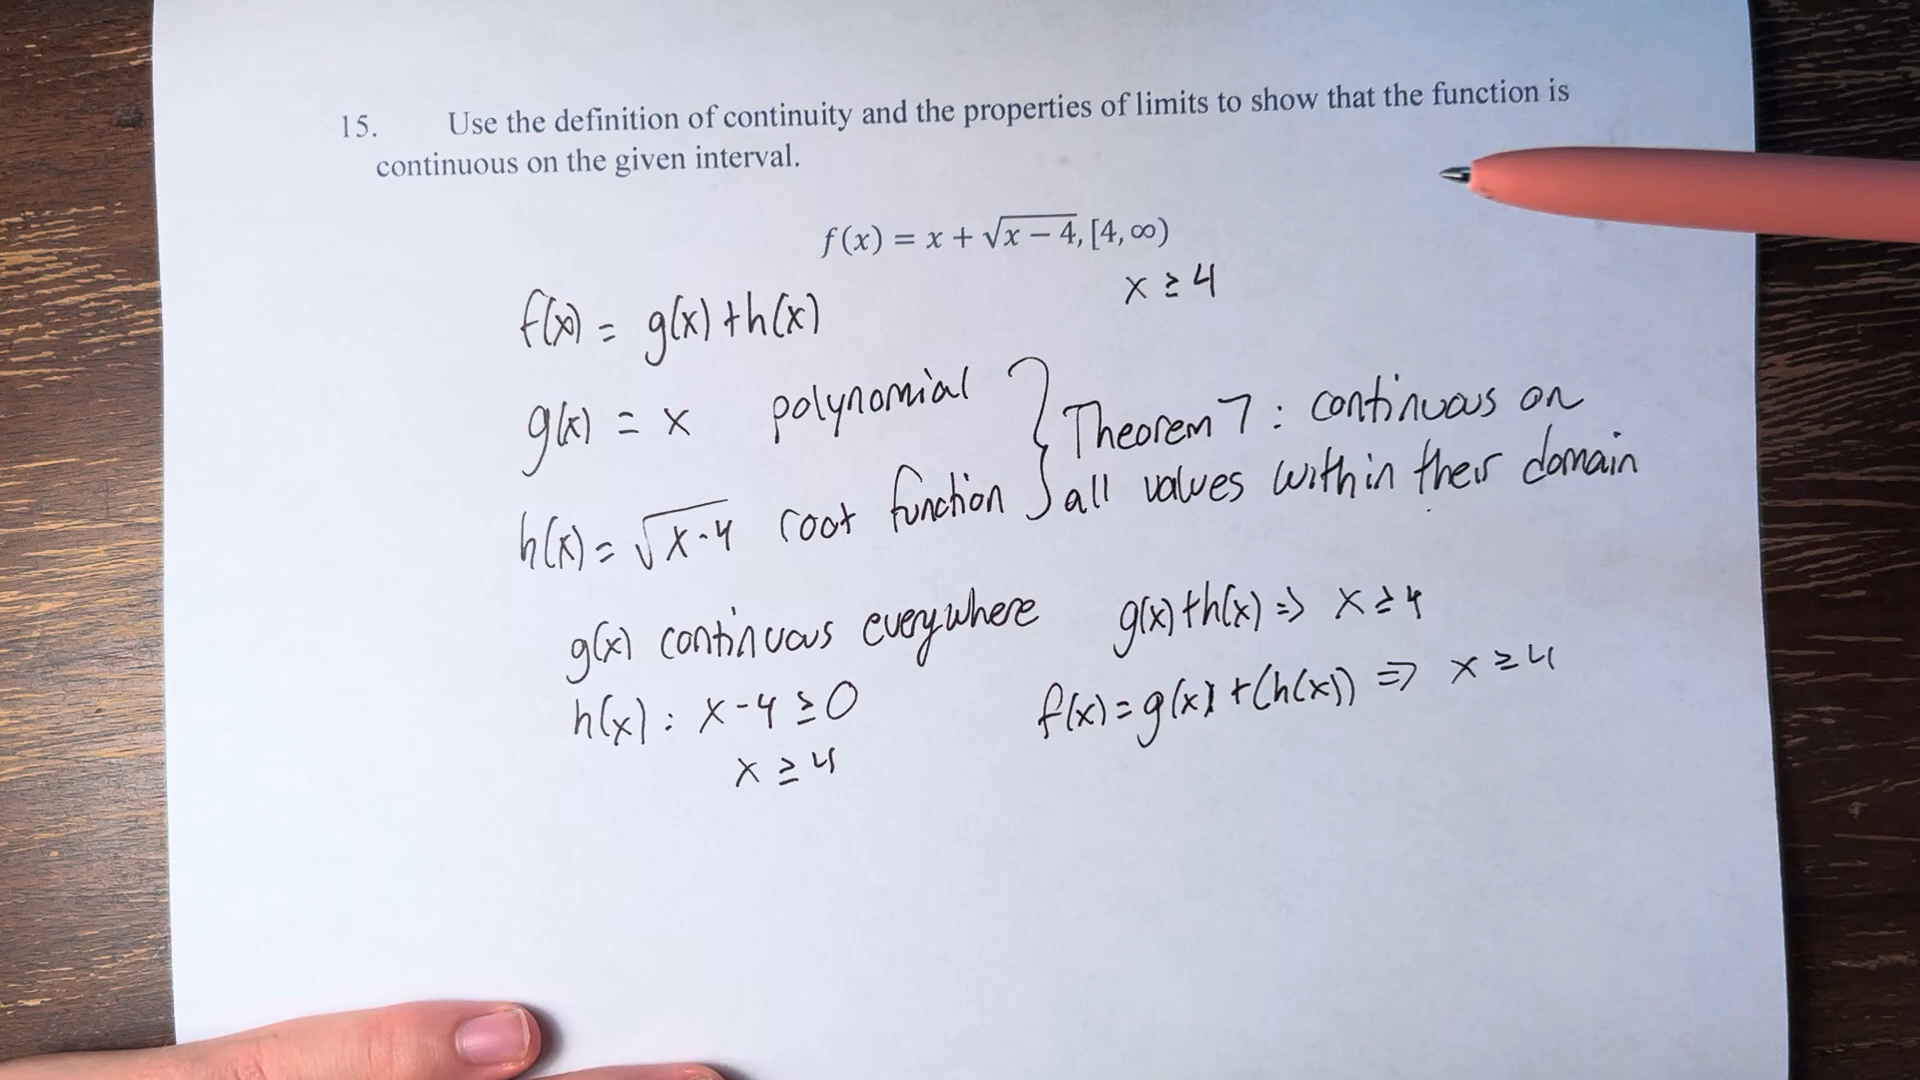 15. Use the definition of continuity and the properties of limits to show that the function is
continuous on the given interval.
f(x) = x + √x − 4, [4, ∞)
x ≥ 4
f(x) = g(x) + h(x)
g(x) = x polynomial
h(x) = √x-4 root function
} Theorem 7 : continuous on
all values within their domain
g(x) continuous everywhere
h(x) : x - 4 ≥ 0
x ≥ 4
g(x) + h(x) ⇒ x ≥ 4
f(x) = g(x) + (h(x)) ⇒ x ≥ 4